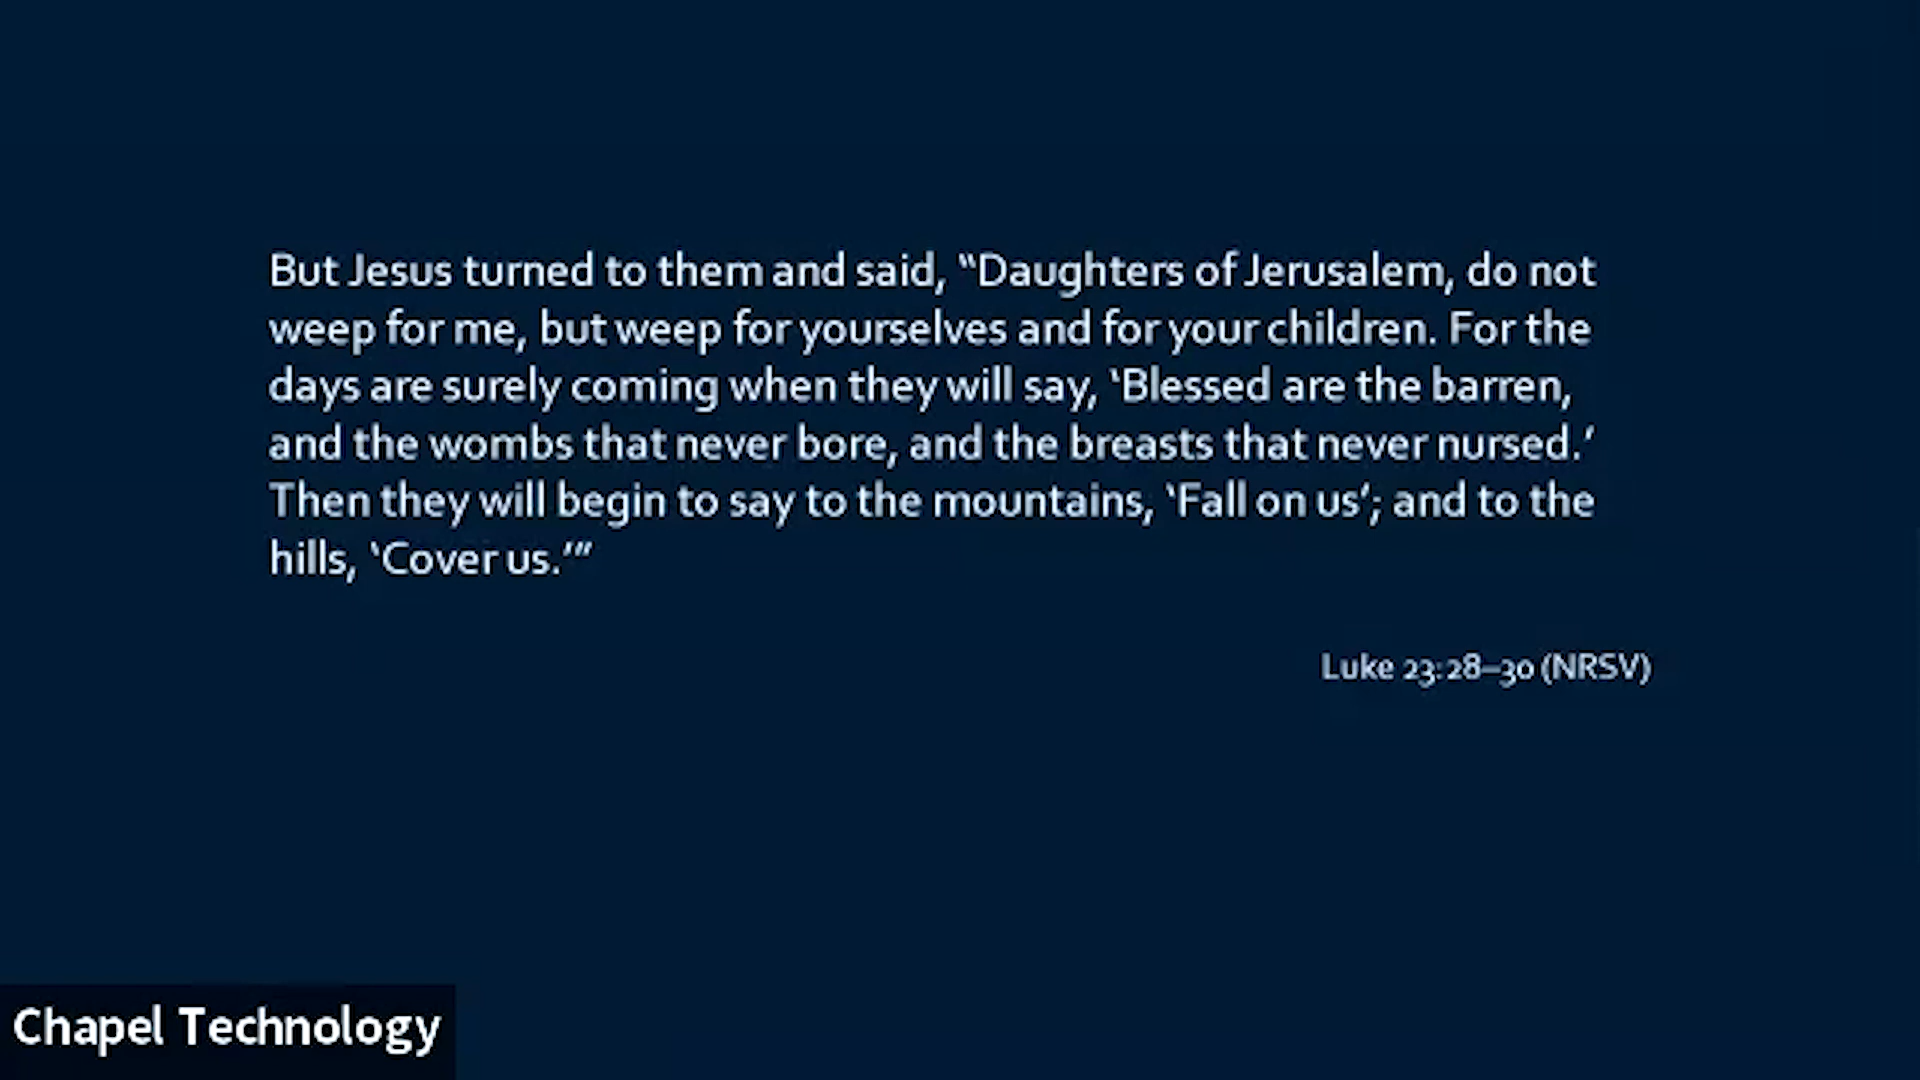 But Jesus turned to them and said, “Daughters of Jerusalem, do not
weep for me, but weep for yourselves and for your children. For the
days are surely coming when they will say, ‘Blessed are the barren,
and the wombs that never bore, and the breasts that never nursed.’
Then they will begin to say to the mountains, ‘Fall on us’; and to the
hills, ‘Cover us.’”
Luke 23:28–30 (NRSV)
Chapel Technology